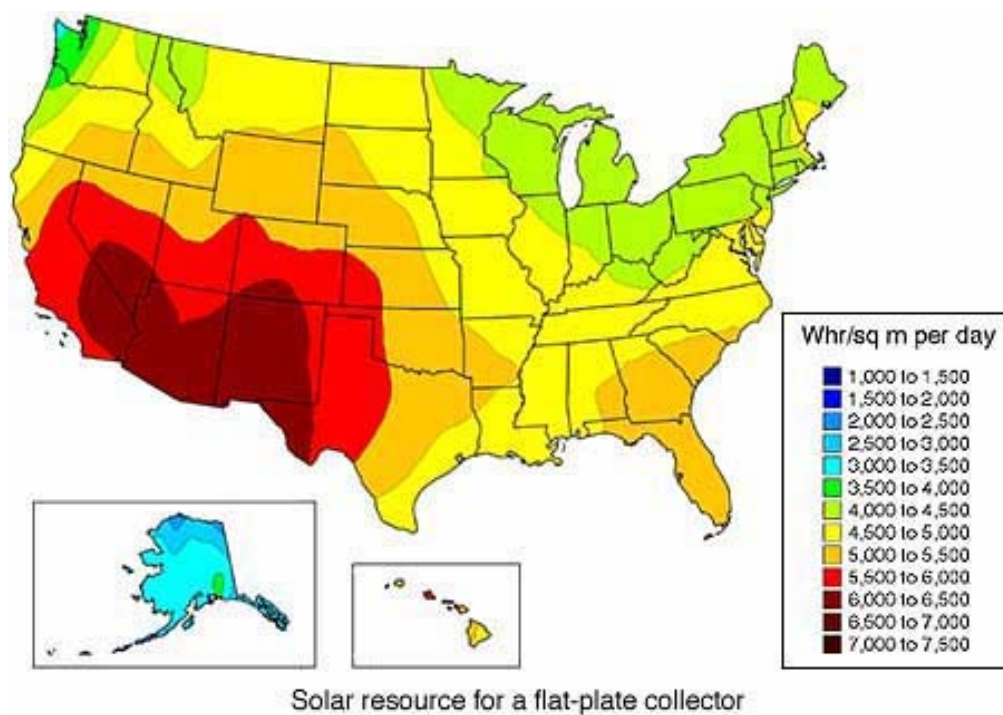 Whr/sq m per day
1,000 to 1,500
1,500 to 2,000
2,000 to 2,500
2,500 to 3,000
3,000 to 3,500
3,500 to 4,000
4,000 to 4,500
4,500 to 5,000
5,000 to 5,500
5,500 to 6,000
6,000 to 6,500
6,500 to 7,000
7,000 to 7,500
Solar resource for a flat-plate collector